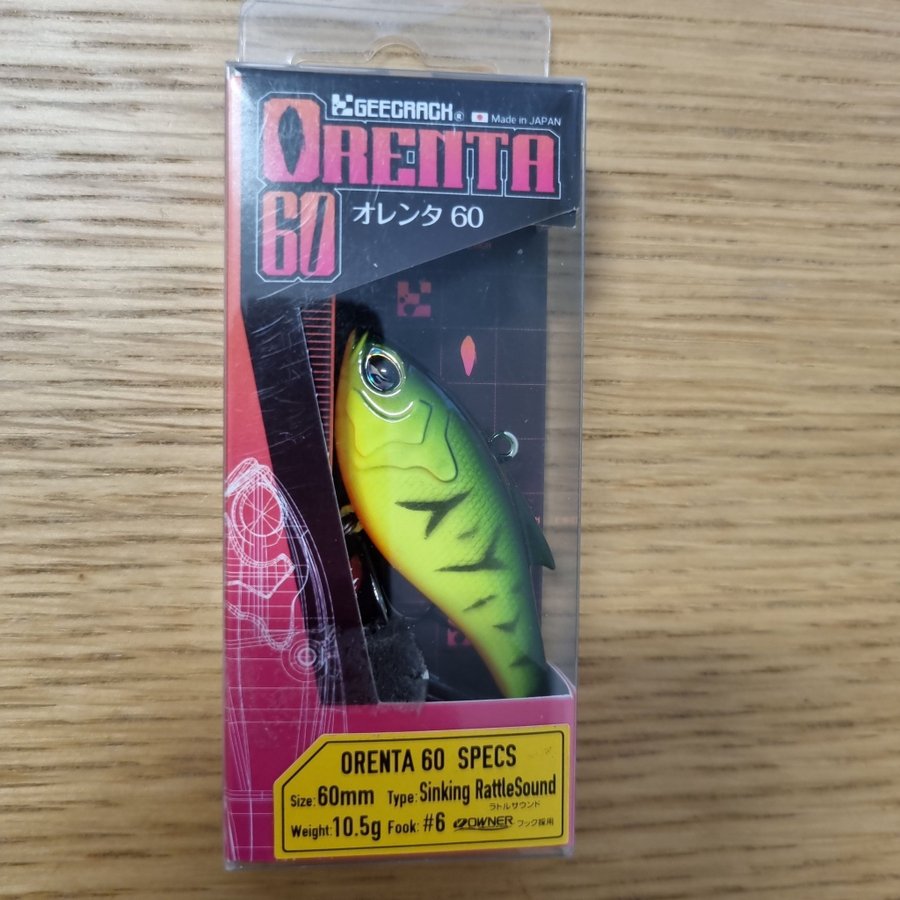 GEECRACK®
Made in JAPAN
ORENTA
60
オレンタ 60
ORENTA 60 SPECS
Size:60mm Type:Sinking RattleSound
ラトルサウンド
Weight:10.5g Fook:#6 OWNER フック採用